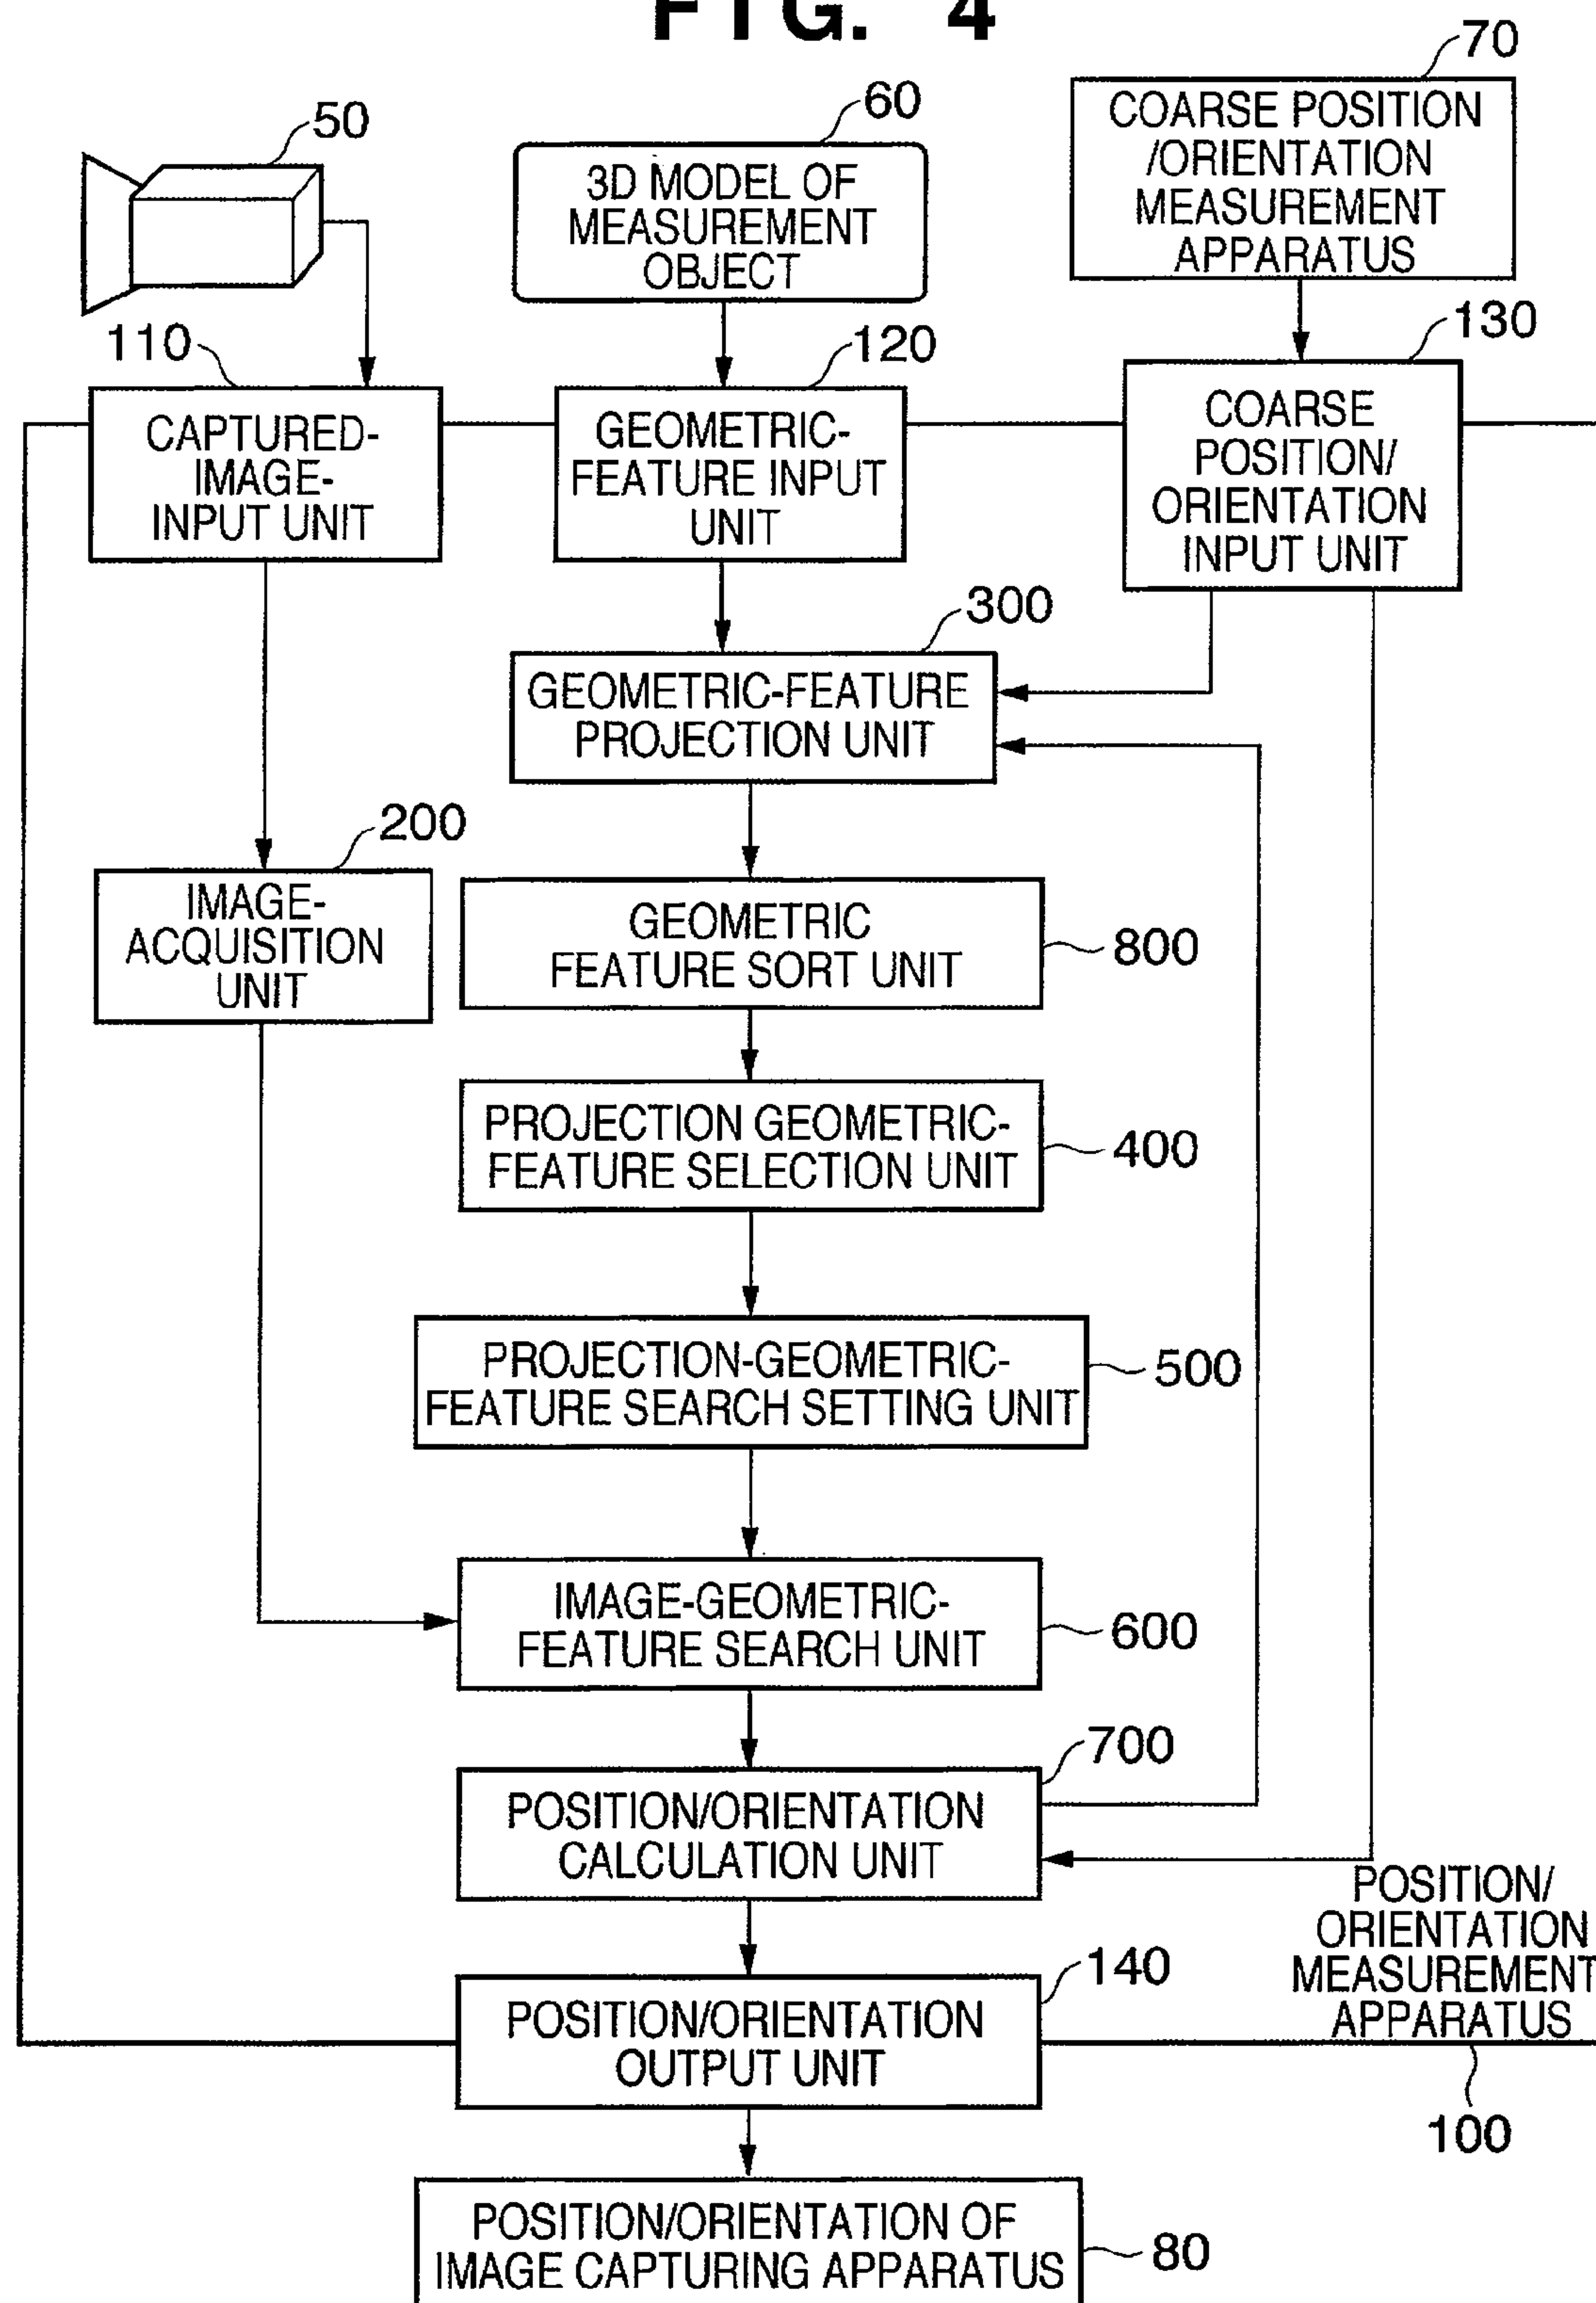 FIG. 4
70
COARSE POSITION
/ORIENTATION
MEASUREMENT
APPARATUS
60
3D MODEL OF
MEASUREMENT
OBJECT
50
110
CAPTURED-
IMAGE-
INPUT UNIT
120
GEOMETRIC-
FEATURE INPUT
UNIT
130
COARSE
POSITION/
ORIENTATION
INPUT UNIT
300
GEOMETRIC-FEATURE
PROJECTION UNIT
200
IMAGE-
ACQUISITION
UNIT
GEOMETRIC
FEATURE SORT UNIT
800
PROJECTION GEOMETRIC-
FEATURE SELECTION UNIT
400
PROJECTION-GEOMETRIC-
FEATURE SEARCH SETTING UNIT
500
IMAGE-GEOMETRIC-
FEATURE SEARCH UNIT
600
700
POSITION/ORIENTATION
CALCULATION UNIT
POSITION/
ORIENTATION
MEASUREMENT
APPARATUS
100
140
POSITION/ORIENTATION
OUTPUT UNIT
POSITION/ORIENTATION OF
IMAGE CAPTURING APPARATUS
80